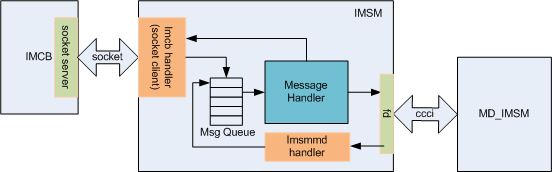 IMSM
IMCB
socket server
socket
Imcb handler
(socket client)
Msg Queue
Message
Handler
Imsmmd
handler
fd
ccci
MD_IMSM